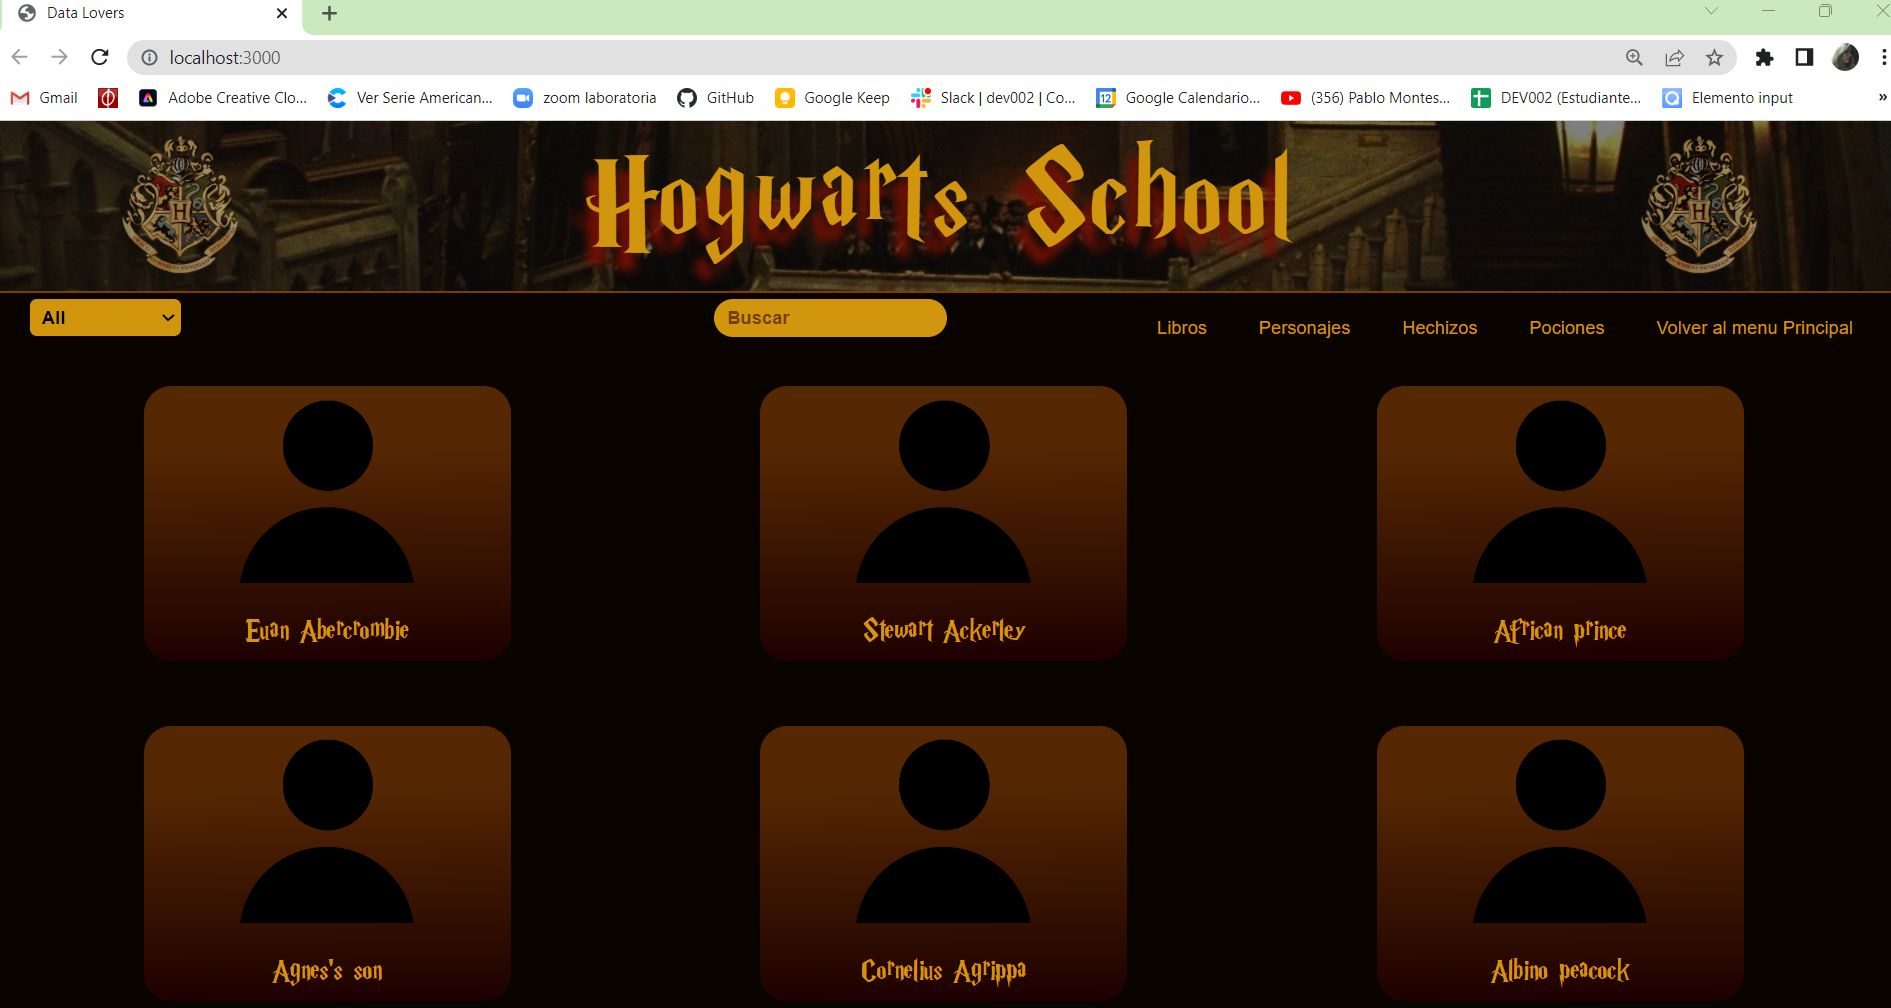 Data Lovers
localhost:3000
Gmail Adobe Creative Clo... Ver Serie American... zoom laboratoria GitHub Google Keep Slack | dev002 | Co... 12 Google Calendario... (356) Pablo Montes... DEV002 (Estudiante... Elemento input »
Hogwarts School
All Buscar Libros Personajes Hechizos Pociones Volver al menu Principal
Euan Abercrombie Stewart Ackerley African prince
Agnes's son Cornelius Agrippa Albino peacock